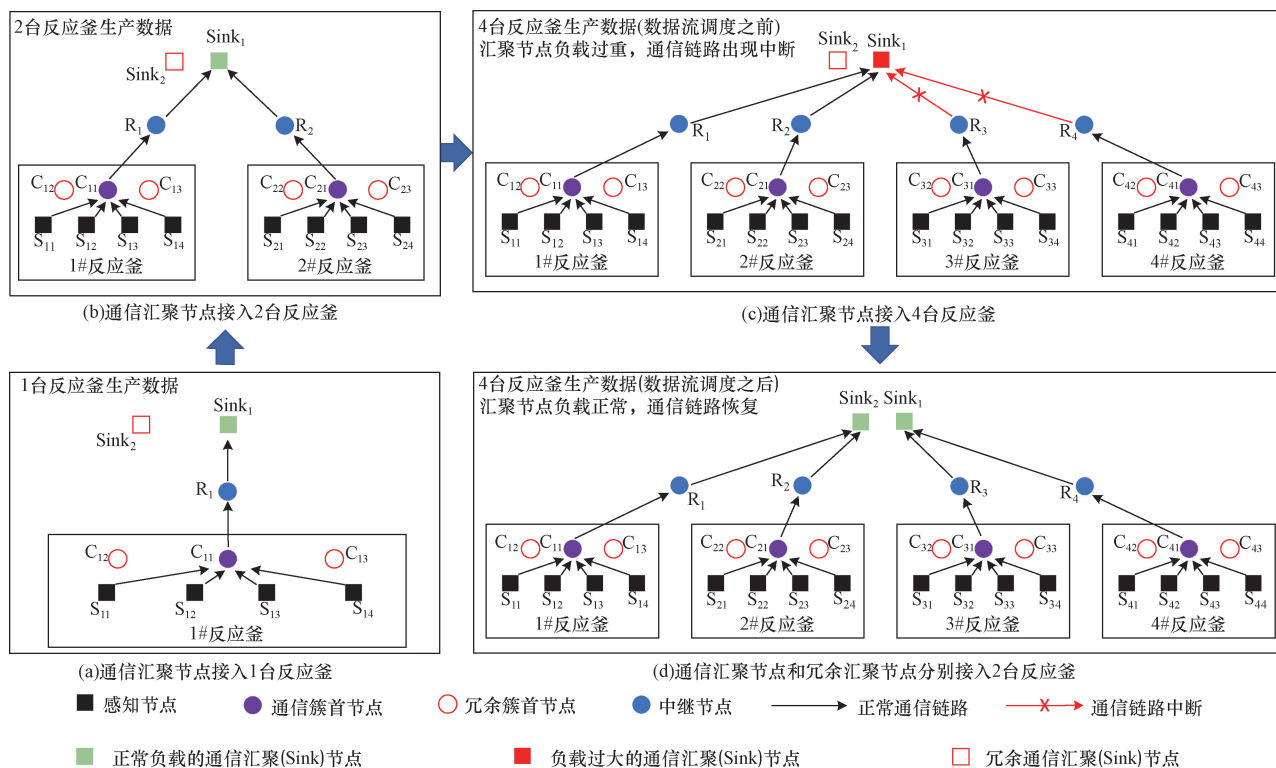 2台反应釜生产数据
Sink₁
Sink₂
R₁
R₂
C₁₂
C₁₁
C₁₃
C₂₂
C₂₁
C₂₃
S₁₁
S₁₂
S₁₃
S₁₄
S₂₁
S₂₂
S₂₃
S₂₄
1#反应釜
2#反应釜
(b)通信汇聚节点接入2台反应釜
4台反应釜生产数据(数据流调度之前)
汇聚节点负载过重，通信链路出现中断
Sink₂
Sink₁
R₁
R₂
R₃
R₄
C₁₂
C₁₁
C₁₃
C₂₂
C₂₁
C₂₃
C₃₂
C₃₁
C₃₃
C₄₂
C₄₁
C₄₃
S₁₁
S₁₂
S₁₃
S₁₄
S₂₁
S₂₂
S₂₃
S₂₄
S₃₁
S₃₂
S₃₃
S₃₄
S₄₁
S₄₂
S₄₃
S₄₄
1#反应釜
2#反应釜
3#反应釜
4#反应釜
(c)通信汇聚节点接入4台反应釜
1台反应釜生产数据
Sink₁
Sink₂
R₁
C₁₂
C₁₁
C₁₃
S₁₁
S₁₂
S₁₃
S₁₄
1#反应釜
(a)通信汇聚节点接入1台反应釜
4台反应釜生产数据(数据流调度之后)
汇聚节点负载正常，通信链路恢复
Sink₂
Sink₁
R₁
R₂
R₃
R₄
C₁₂
C₁₁
C₁₃
C₂₂
C₂₁
C₂₃
C₃₂
C₃₁
C₃₃
C₄₂
C₄₁
C₄₃
S₁₁
S₁₂
S₁₃
S₁₄
S₂₁
S₂₂
S₂₃
S₂₄
S₃₁
S₃₂
S₃₃
S₃₄
S₄₁
S₄₂
S₄₃
S₄₄
1#反应釜
2#反应釜
3#反应釜
4#反应釜
(d)通信汇聚节点和冗余汇聚节点分别接入2台反应釜
感知节点
通信簇首节点
冗余簇首节点
中继节点
正常通信链路
通信链路中断
正常负载的通信汇聚(Sink)节点
负载过大的通信汇聚(Sink)节点
冗余通信汇聚(Sink)节点